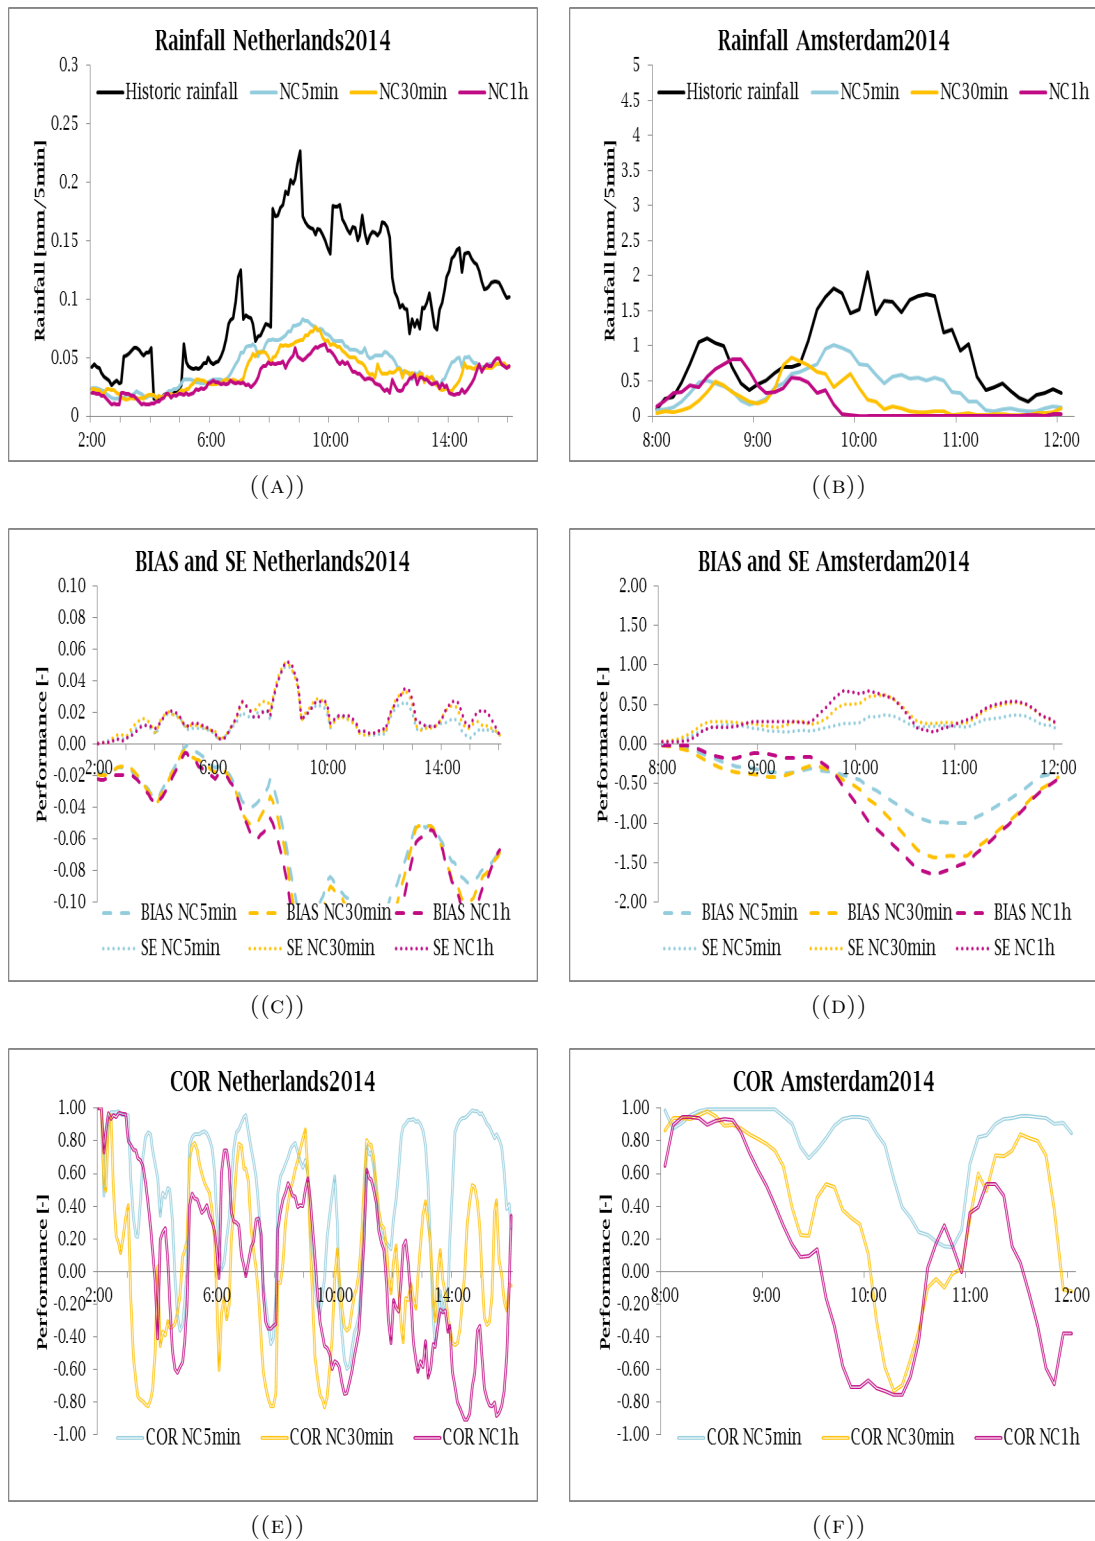 Rainfall Netherlands2014
Historic rainfall NC5min NC30min NC1h
Rainfall [mm/5min]
0.3
0.25
0.2
0.15
0.1
0.05
0
2:00 6:00 10:00 14:00
((A))
Rainfall Amsterdam2014
Historic rainfall NC5min NC30min NC1h
Rainfall [mm/5min]
5
4.5
4
3.5
3
2.5
2
1.5
1
0.5
0
8:00 9:00 10:00 11:00 12:00
((B))
BIAS and SE Netherlands2014
Performance [-]
0.10
0.08
0.06
0.04
0.02
0.00
-0.02
-0.04
-0.06
-0.08
-0.10
2:00 6:00 10:00 14:00
BIAS NC5min BIAS NC30min BIAS NC1h
SE NC5min SE NC30min SE NC1h
((C))
BIAS and SE Amsterdam2014
Performance [-]
2.00
1.50
1.00
0.50
0.00
-0.50
-1.00
-1.50
-2.00
8:00 9:00 10:00 11:00 12:00
BIAS NC5min BIAS NC30min BIAS NC1h
SE NC5min SE NC30min SE NC1h
((D))
COR Netherlands2014
Performance [-]
1.00
0.80
0.60
0.40
0.20
0.00
-0.20
-0.40
-0.60
-0.80
-1.00
2:00 6:00 10:00 14:00
COR NC5min COR NC30min COR NC1h
((E))
COR Amsterdam2014
Performance [-]
1.00
0.80
0.60
0.40
0.20
0.00
-0.20
-0.40
-0.60
-0.80
-1.00
8:00 9:00 10:00 11:00 12:00
COR NC5min COR NC30min COR NC1h
((F))